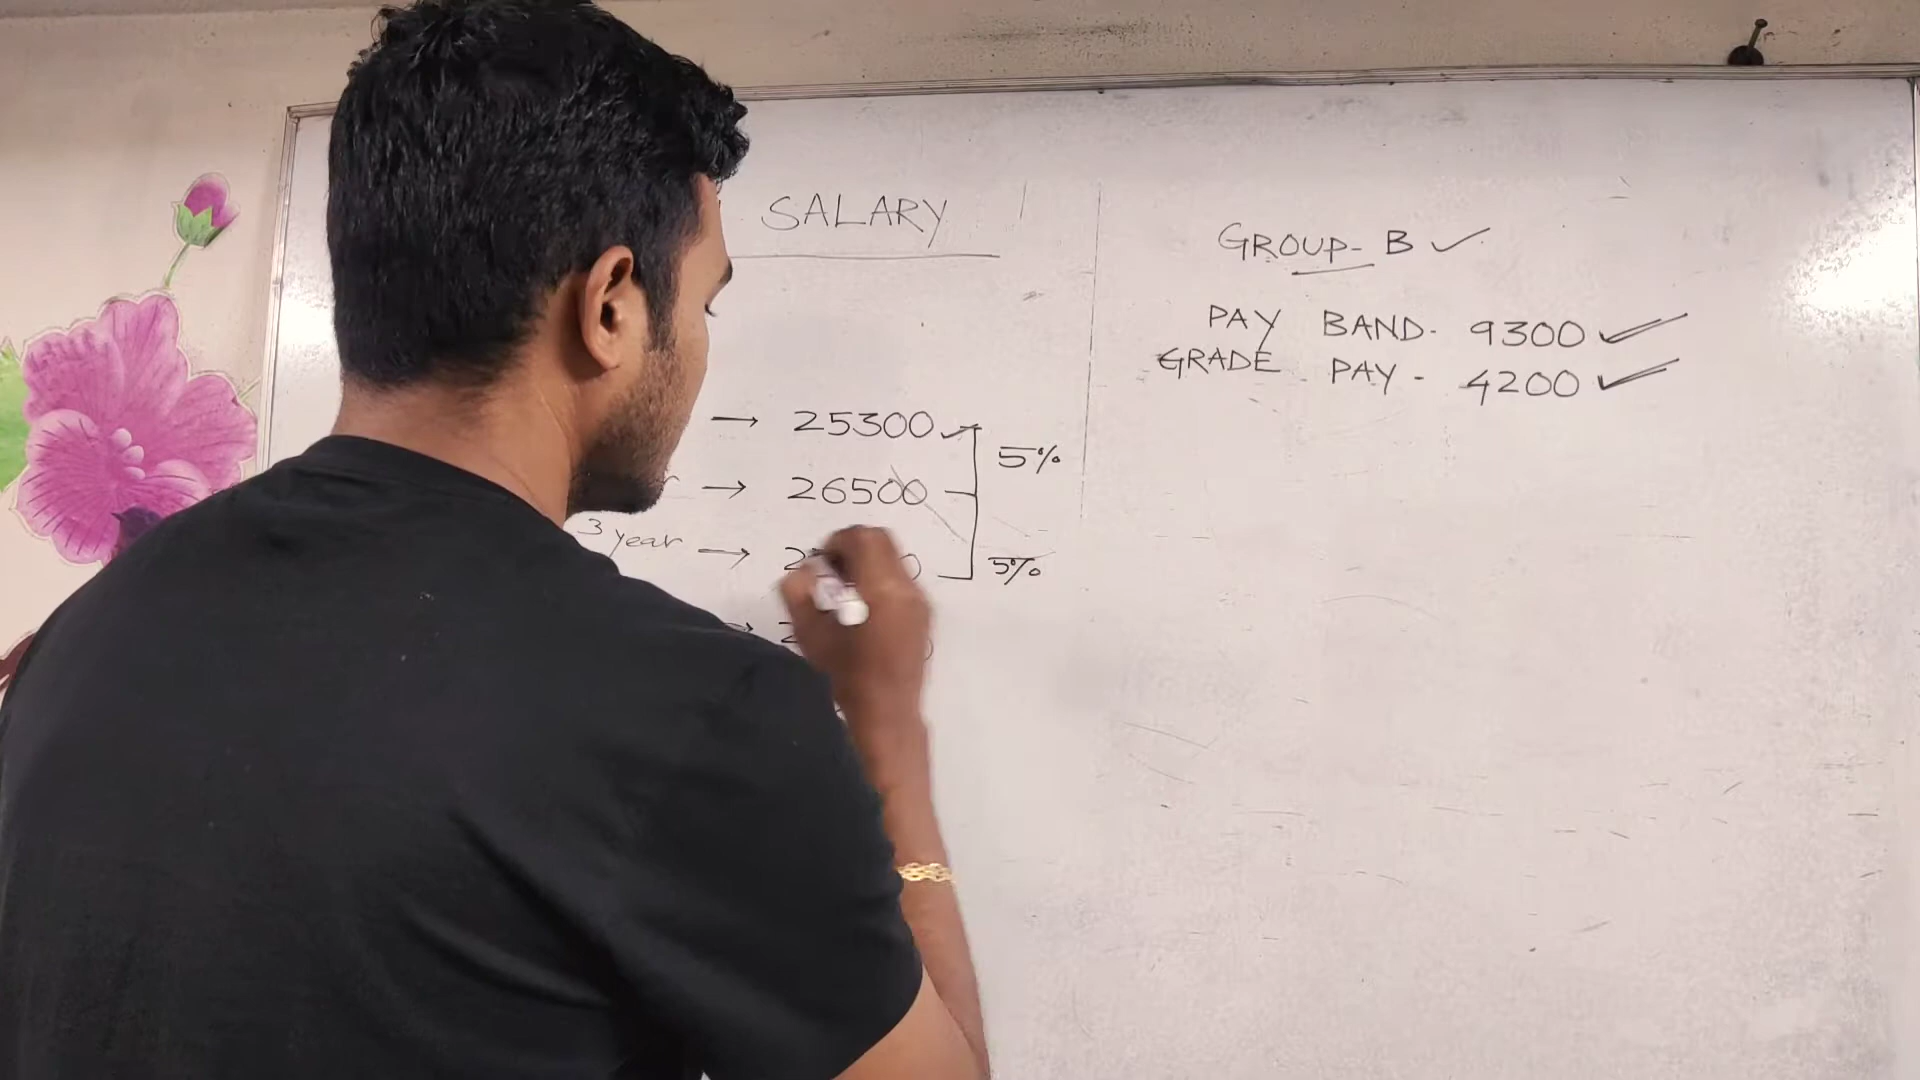 SALARY
→ 25300 ✓
5%
→ 26500
3 year →
5%
→
GROUP- B ✓
PAY BAND- 9300 ✓
GRADE PAY - 4200 ✓